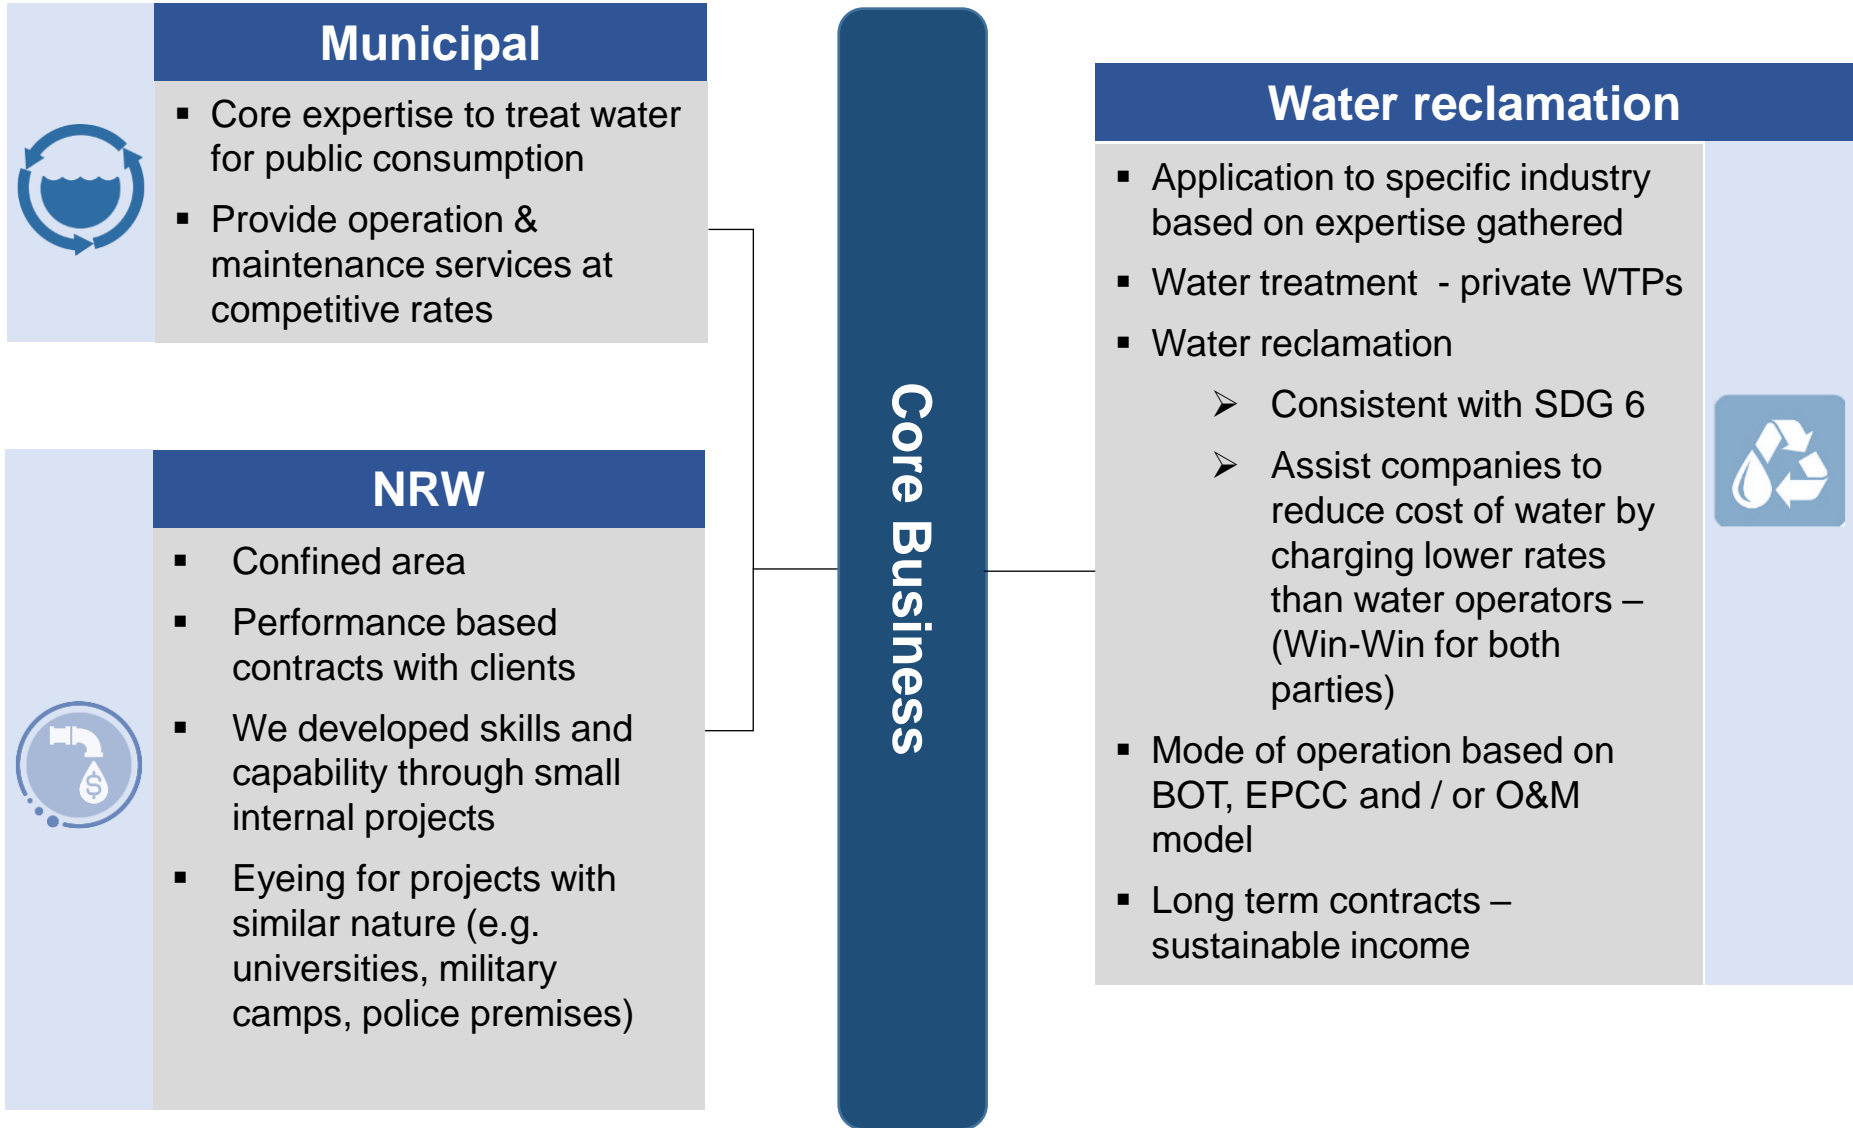 Municipal
▪ Core expertise to treat water
for public consumption
▪ Provide operation &
maintenance services at
competitive rates
NRW
▪ Confined area
▪ Performance based
contracts with clients
▪ We developed skills and
capability through small
internal projects
▪ Eyeing for projects with
similar nature (e.g.
universities, military
camps, police premises)
$
Core Business
Water reclamation
▪ Application to specific industry
based on expertise gathered
▪ Water treatment - private WTPs
▪ Water reclamation
➢ Consistent with SDG 6
➢ Assist companies to
reduce cost of water by
charging lower rates
than water operators –
(Win-Win for both
parties)
▪ Mode of operation based on
BOT, EPCC and / or O&M
model
▪ Long term contracts –
sustainable income